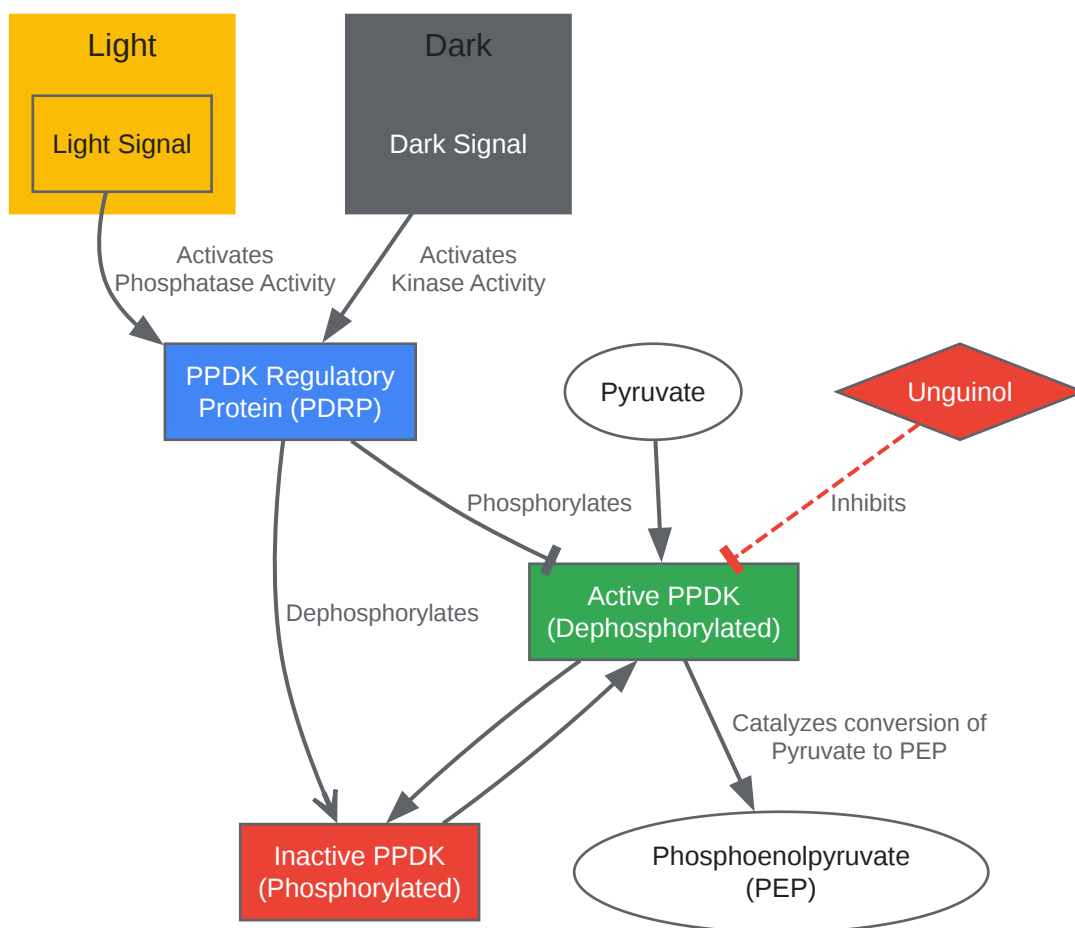 Light
Dark
Light Signal
Dark Signal
Activates
Phosphatase Activity
Activates
Kinase Activity
PPDK Regulatory
Protein (PDRP)
Pyruvate
Unguinol
Phosphorylates
Inhibits
Active PPDK
(Dephosphorylated)
Dephosphorylates
Catalyzes conversion of
Pyruvate to PEP
Inactive PPDK
(Phosphorylated)
Phosphoenolpyruvate
(PEP)